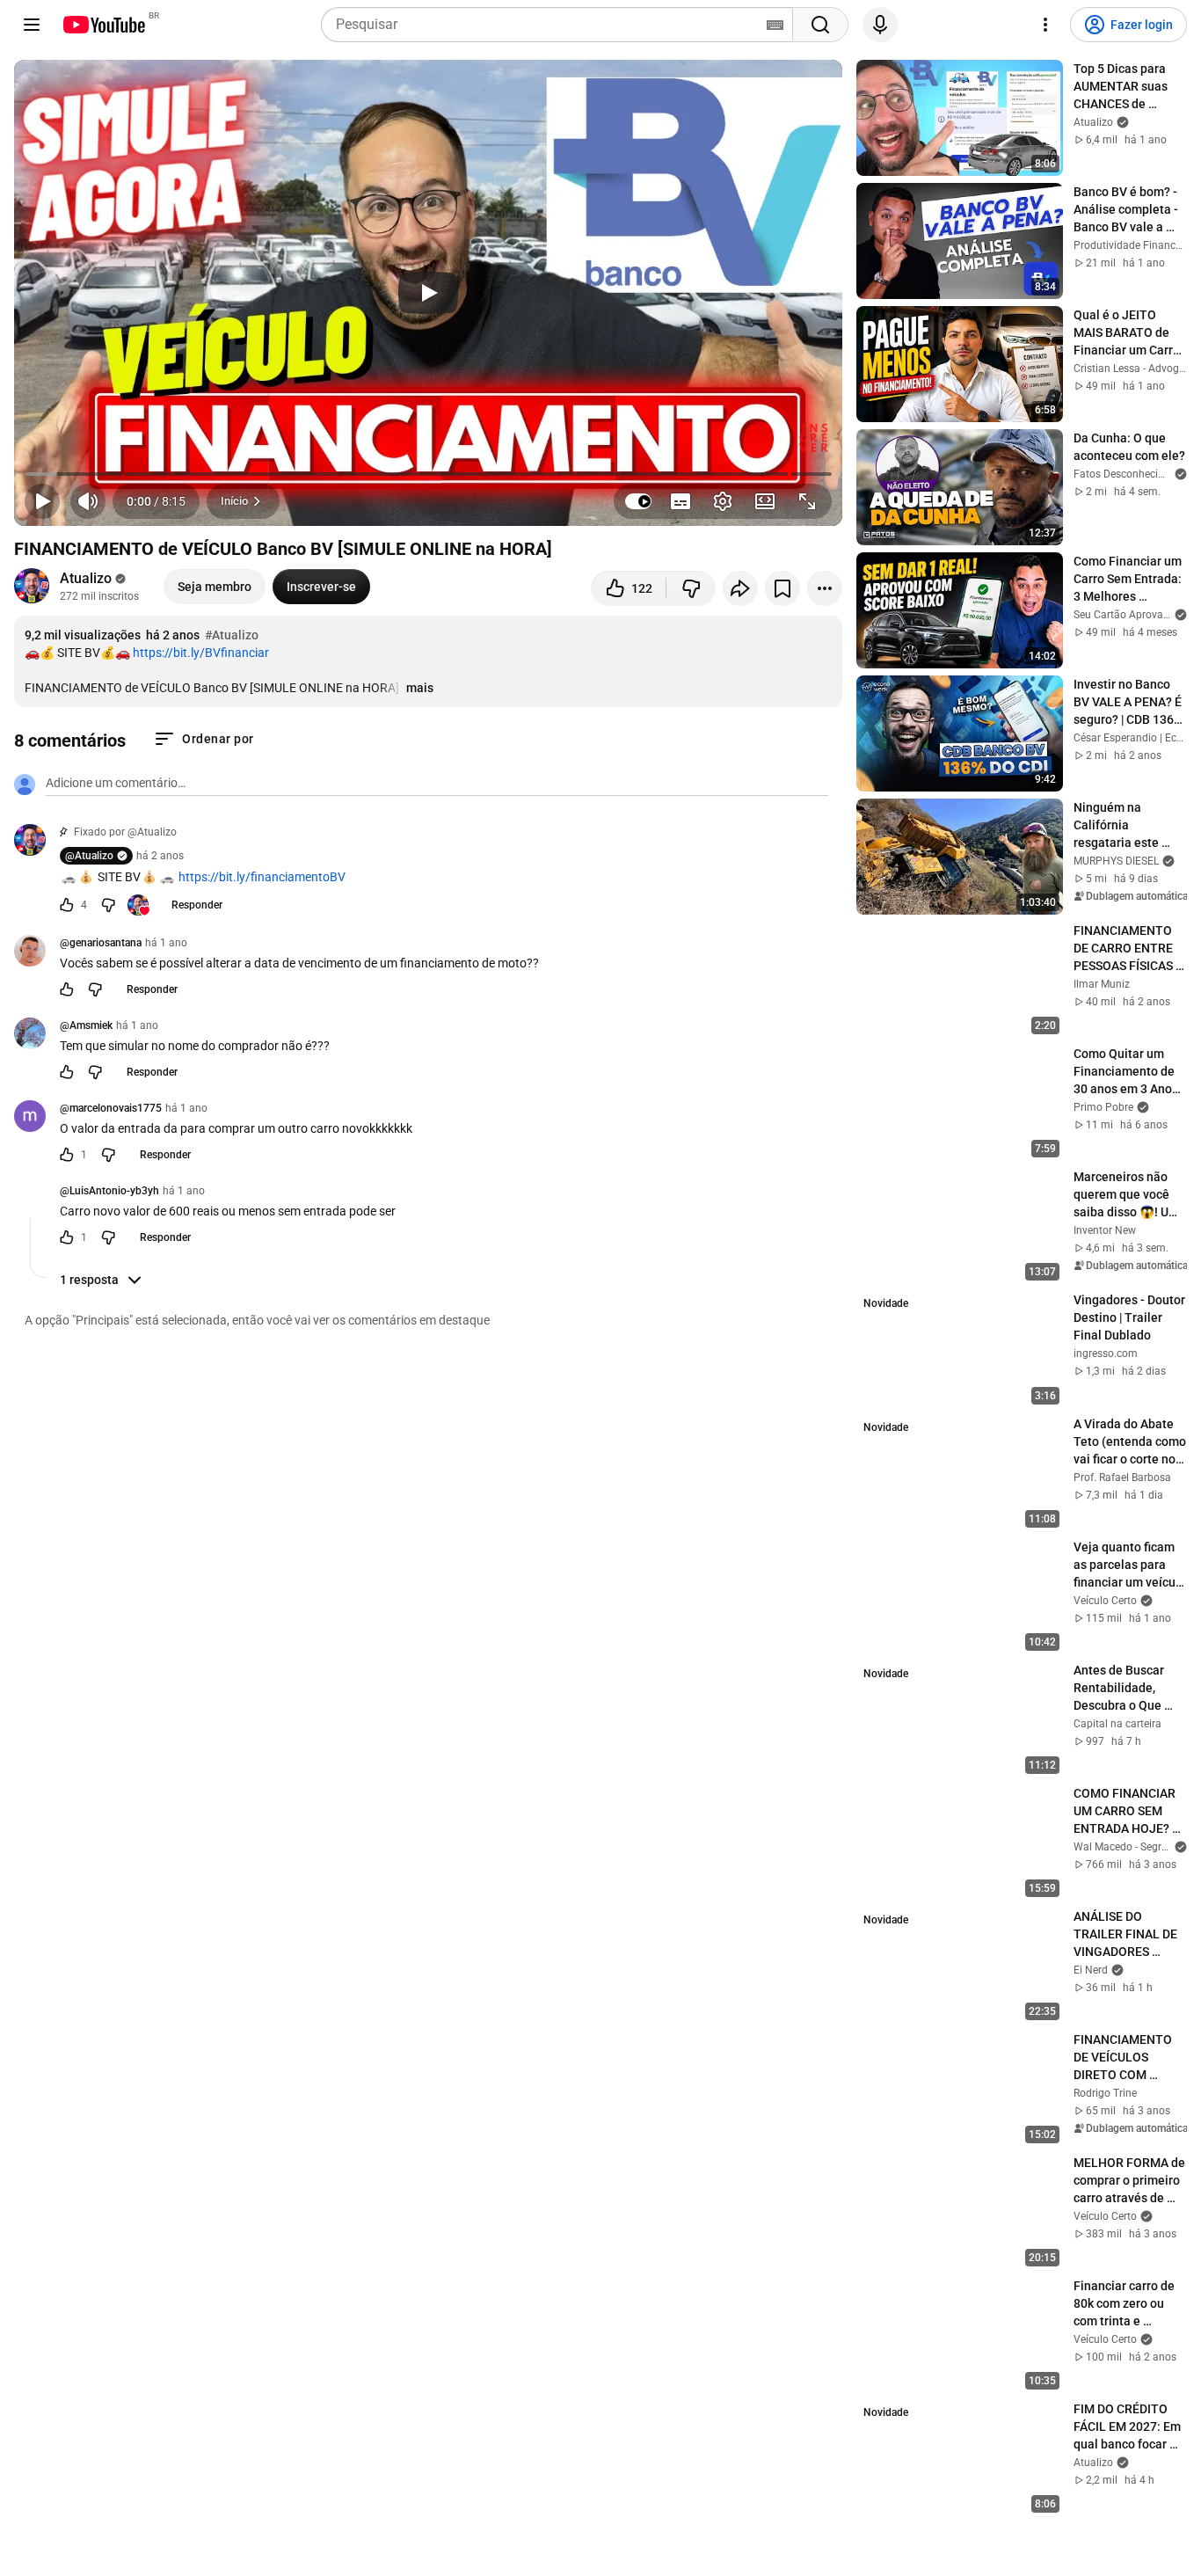 YouTube BR
Pesquisar
Fazer login
SIMULE
AGORA
BV
banco
VEÍCULO
FINANCIAMENTO
0:00 / 8:15
Início
FINANCIAMENTO de VEÍCULO Banco BV [SIMULE ONLINE na HORA]
Atualizo
272 mil inscritos
Seja membro
Inscrever-se
122
9,2 mil visualizações há 2 anos #Atualizo
🚗💰 SITE BV💰🚗 https://bit.ly/BVfinanciar
FINANCIAMENTO de VEÍCULO Banco BV [SIMULE ONLINE na HORA] mais
8 comentários
Ordenar por
Adicione um comentário...
Fixado por @Atualizo
@Atualizo há 2 anos
🚗💰 SITE BV💰🚗 https://bit.ly/financiamentoBV
4 Responder
@genariosantana há 1 ano
Vocês sabem se é possível alterar a data de vencimento de um financiamento de moto??
Responder
@Amsmiek há 1 ano
Tem que simular no nome do comprador não é???
Responder
m
@marcelonovais1775 há 1 ano
O valor da entrada da para comprar um outro carro novokkkkkkk
1 Responder
@LuisAntonio-yb3yh há 1 ano
Carro novo valor de 600 reais ou menos sem entrada pode ser
1 Responder
1 resposta
A opção "Principais" está selecionada, então você vai ver os comentários em destaque
8:06
Top 5 Dicas para
AUMENTAR suas
CHANCES de ...
Atualizo
6,4 mil há 1 ano
BANCO BV
VALE A PENA?
ANÁLISE
COMPLETA
8:34
Banco BV é bom? -
Análise completa -
Banco BV vale a ...
Produtividade Financ...
21 mil há 1 ano
PAGUE
MENOS
NO FINANCIAMENTO!
CONTRATO
6:58
Qual é o JEITO
MAIS BARATO de
Financiar um Carr...
Cristian Lessa - Advog...
49 mil há 1 ano
NÃO ELEITO
A QUEDA DE
DA CUNHA
FATOS
12:37
Da Cunha: O que
aconteceu com ele?
Fatos Desconheci...
2 mi há 4 sem.
SEM DAR 1 REAL!
APROVOU COM
SCORE BAIXO
14:02
Como Financiar um
Carro Sem Entrada:
3 Melhores ...
Seu Cartão Aprova...
49 mil há 4 meses
É BOM
MESMO?
CDB BANCO BV
136% DO CDI
9:42
Investir no Banco
BV VALE A PENA? É
seguro? | CDB 136...
César Esperandio | Ec...
2 mi há 2 anos
1:03:40
Ninguém na
Califórnia
resgataria este ...
MURPHYS DIESEL
5 mi há 9 dias
Dublagem automática
2:20
FINANCIAMENTO
DE CARRO ENTRE
PESSOAS FÍSICAS ...
Ilmar Muniz
40 mil há 2 anos
7:59
Como Quitar um
Financiamento de
30 anos em 3 Ano...
Primo Pobre
11 mi há 6 anos
13:07
Marceneiros não
querem que você
saiba disso 😱! U...
Inventor New
4,6 mi há 3 sem.
Dublagem automática
Novidade
3:16
Vingadores - Doutor
Destino | Trailer
Final Dublado
ingresso.com
1,3 mi há 2 dias
Novidade
11:08
A Virada do Abate
Teto (entenda como
vai ficar o corte no...
Prof. Rafael Barbosa
7,3 mil há 1 dia
10:42
Veja quanto ficam
as parcelas para
financiar um veícu...
Veículo Certo
115 mil há 1 ano
Novidade
11:12
Antes de Buscar
Rentabilidade,
Descubra o Que ...
Capital na carteira
997 há 7 h
15:59
COMO FINANCIAR
UM CARRO SEM
ENTRADA HOJE? ...
Wal Macedo - Segr...
766 mil há 3 anos
Novidade
22:35
ANÁLISE DO
TRAILER FINAL DE
VINGADORES ...
Ei Nerd
36 mil há 1 h
15:02
FINANCIAMENTO
DE VEÍCULOS
DIRETO COM ...
Rodrigo Trine
65 mil há 3 anos
Dublagem automática
20:15
MELHOR FORMA de
comprar o primeiro
carro através de ...
Veículo Certo
383 mil há 3 anos
10:35
Financiar carro de
80k com zero ou
com trinta e ...
Veículo Certo
100 mil há 2 anos
Novidade
8:06
FIM DO CRÉDITO
FÁCIL EM 2027: Em
qual banco focar ...
Atualizo
2,2 mil há 4 h